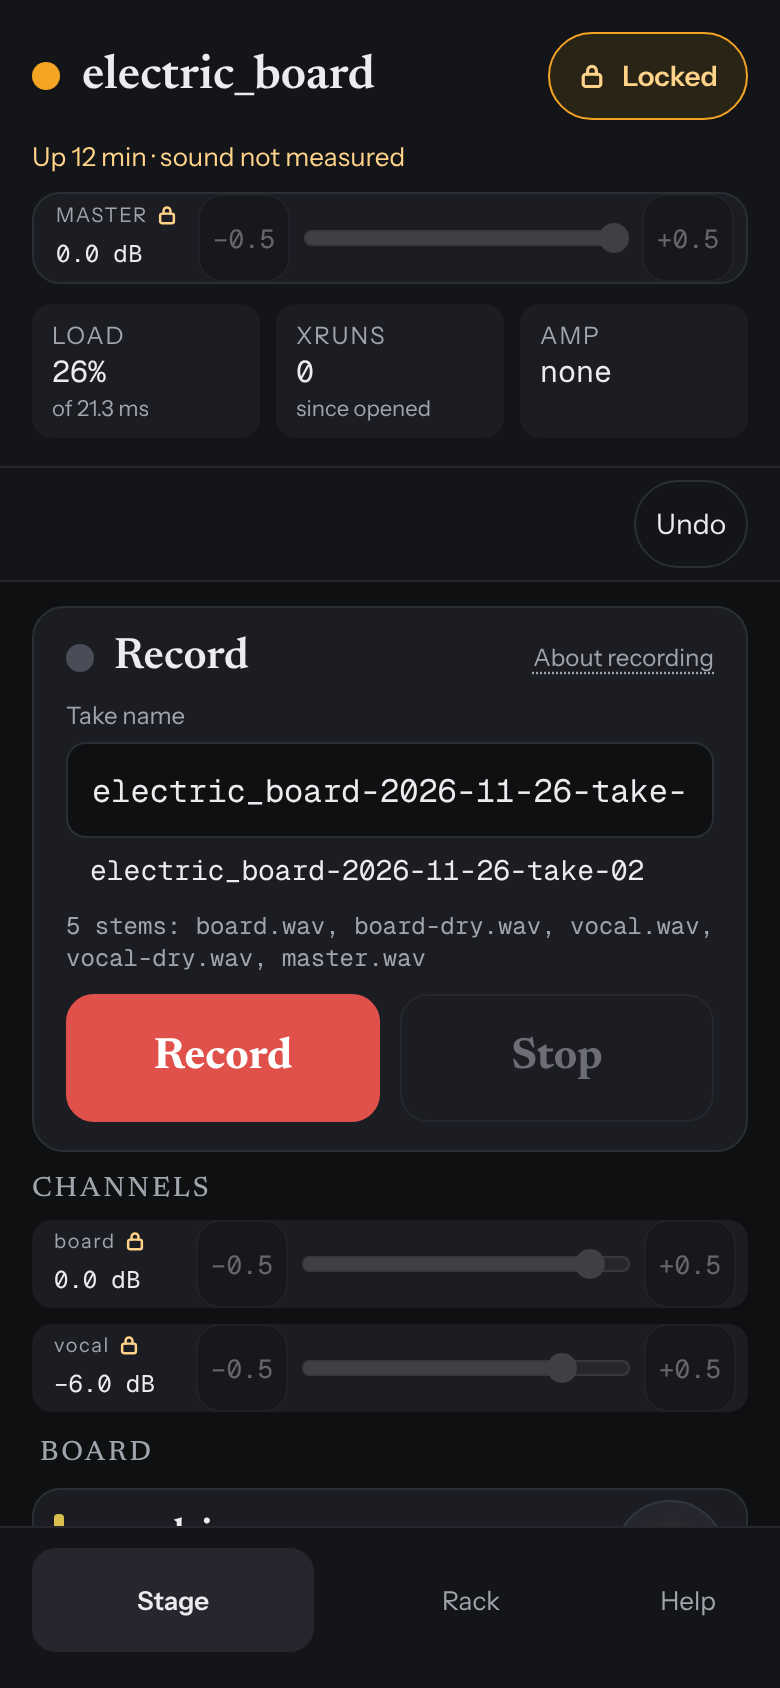 electric_board
Locked
Up 12 min · sound not measured
MASTER
0.0 dB
−0.5
+0.5
LOAD
26%
of 21.3 ms
XRUNS
0
since opened
AMP
none
Undo
Record
About recording
Take name
electric_board-2026-11-26-take-
electric_board-2026-11-26-take-02
5 stems: board.wav, board-dry.wav, vocal.wav,
vocal-dry.wav, master.wav
Record
Stop
CHANNELS
board
0.0 dB
−0.5
+0.5
vocal
−6.0 dB
−0.5
+0.5
BOARD
Stage
Rack
Help